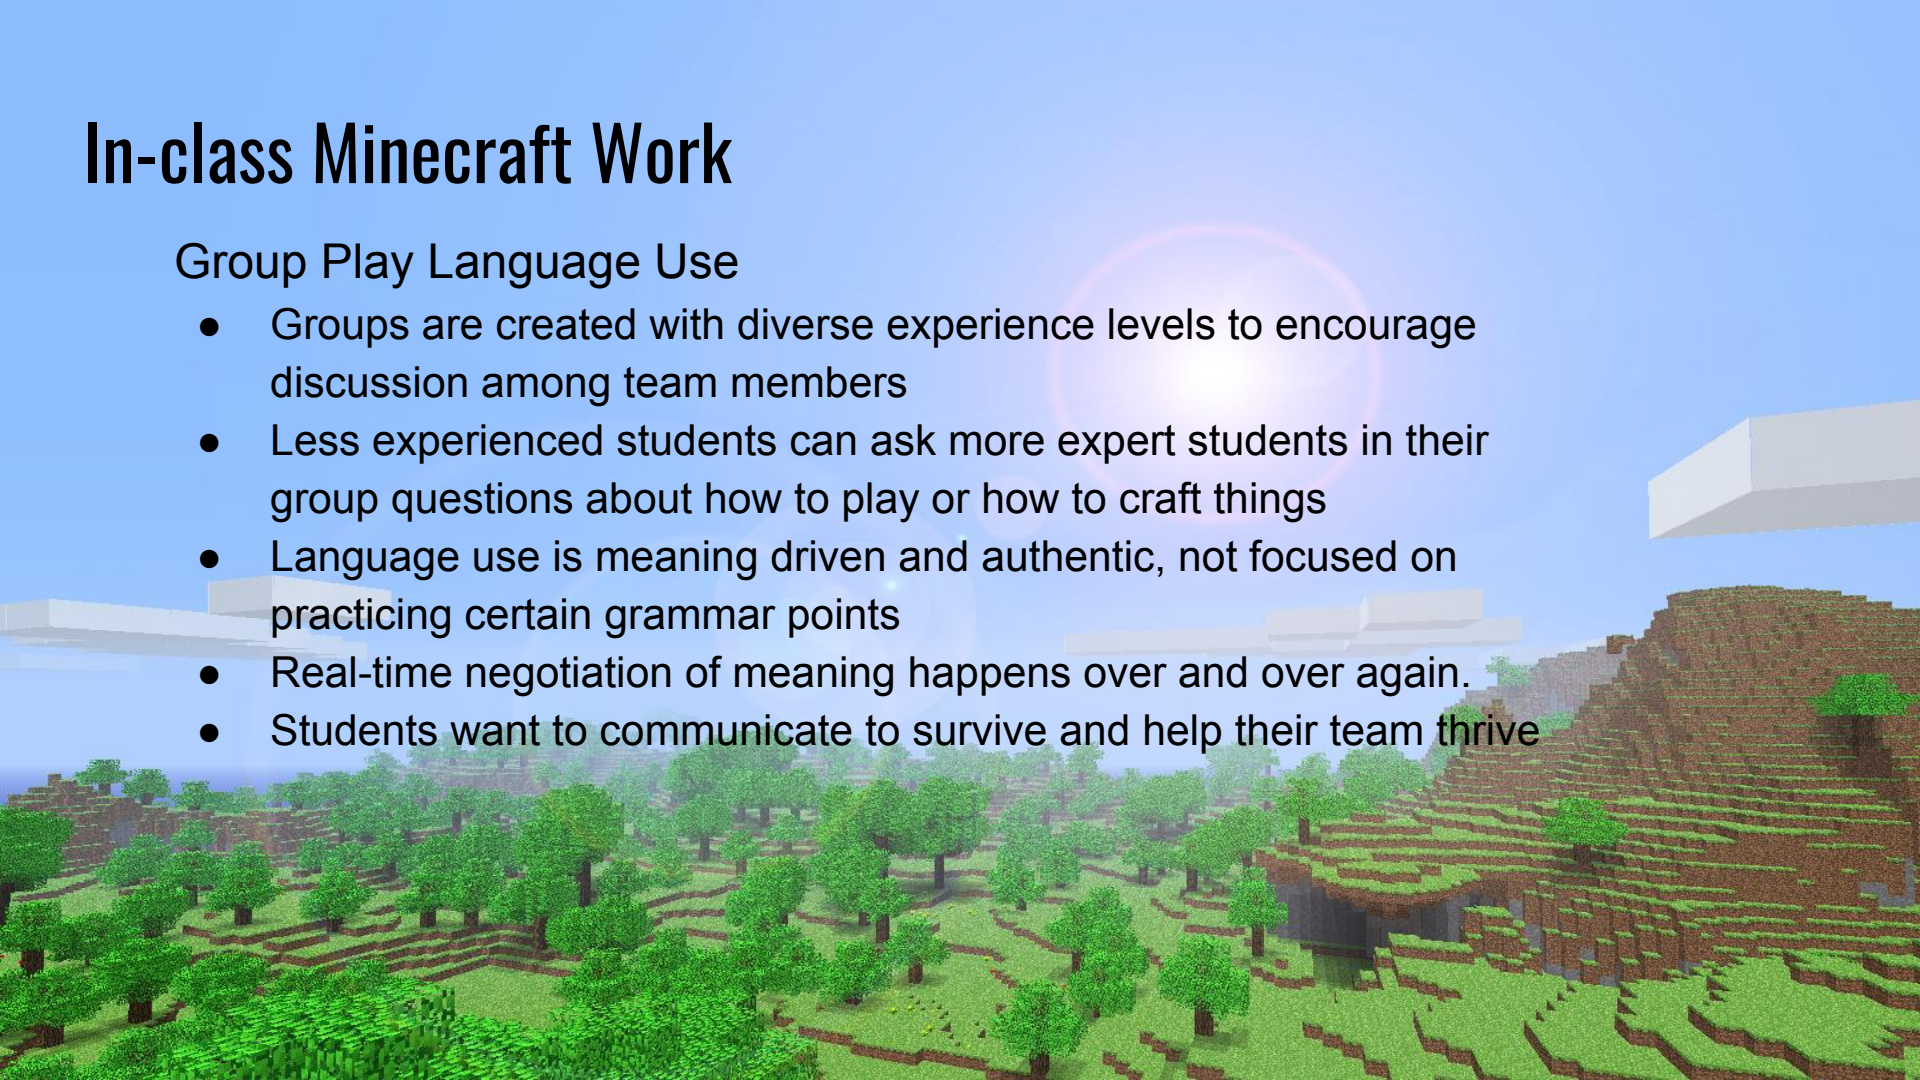 In-class Minecraft Work
Group Play Language Use
● Groups are created with diverse experience levels to encourage
discussion among team members
● Less experienced students can ask more expert students in their
group questions about how to play or how to craft things
● Language use is meaning driven and authentic, not focused on
practicing certain grammar points
● Real-time negotiation of meaning happens over and over again.
● Students want to communicate to survive and help their team thrive